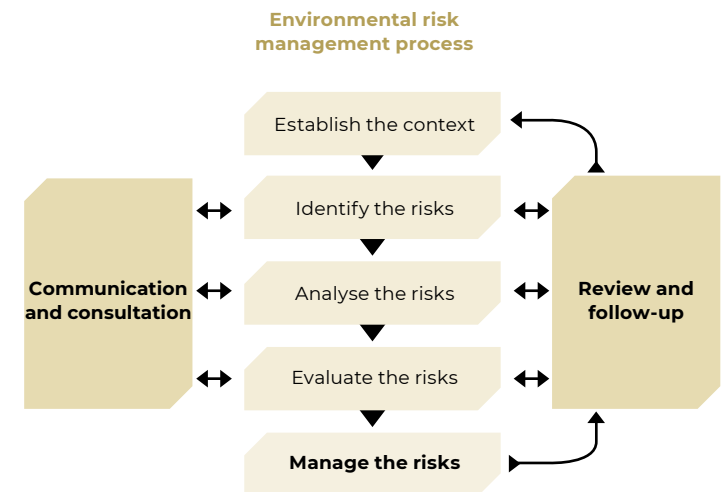 Environmental risk
management process
Establish the context
Identify the risks
Communication
and consultation
Analyse the risks
Review and
follow-up
Evaluate the risks
Manage the risks